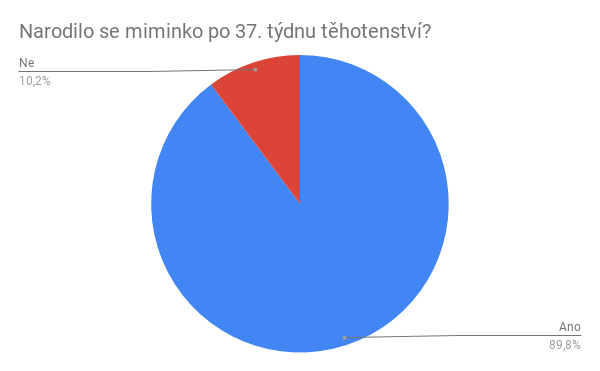 Narodilo se miminko po 37. týdnu těhotenství?
Ne
10,2%
Ano
89,8%